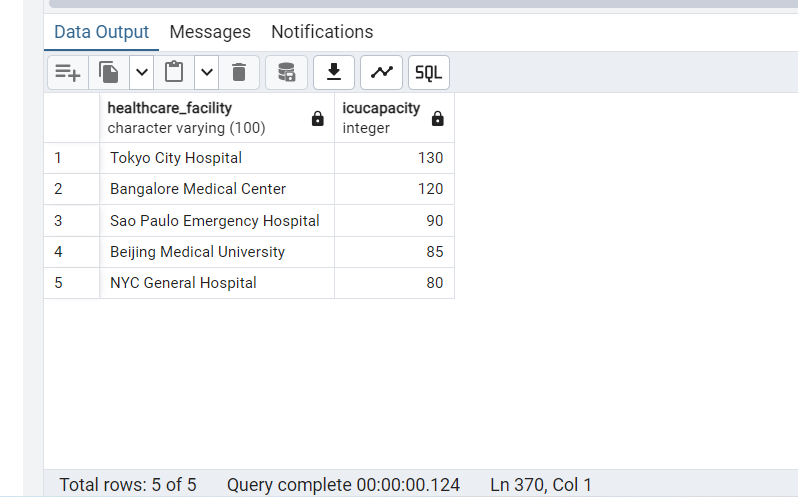 Data Output Messages Notifications
SQL
healthcare_facility icucapacity
character varying (100) integer
1 Tokyo City Hospital 130
2 Bangalore Medical Center 120
3 Sao Paulo Emergency Hospital 90
4 Beijing Medical University 85
5 NYC General Hospital 80
Total rows: 5 of 5 Query complete 00:00:00.124 Ln 370, Col 1